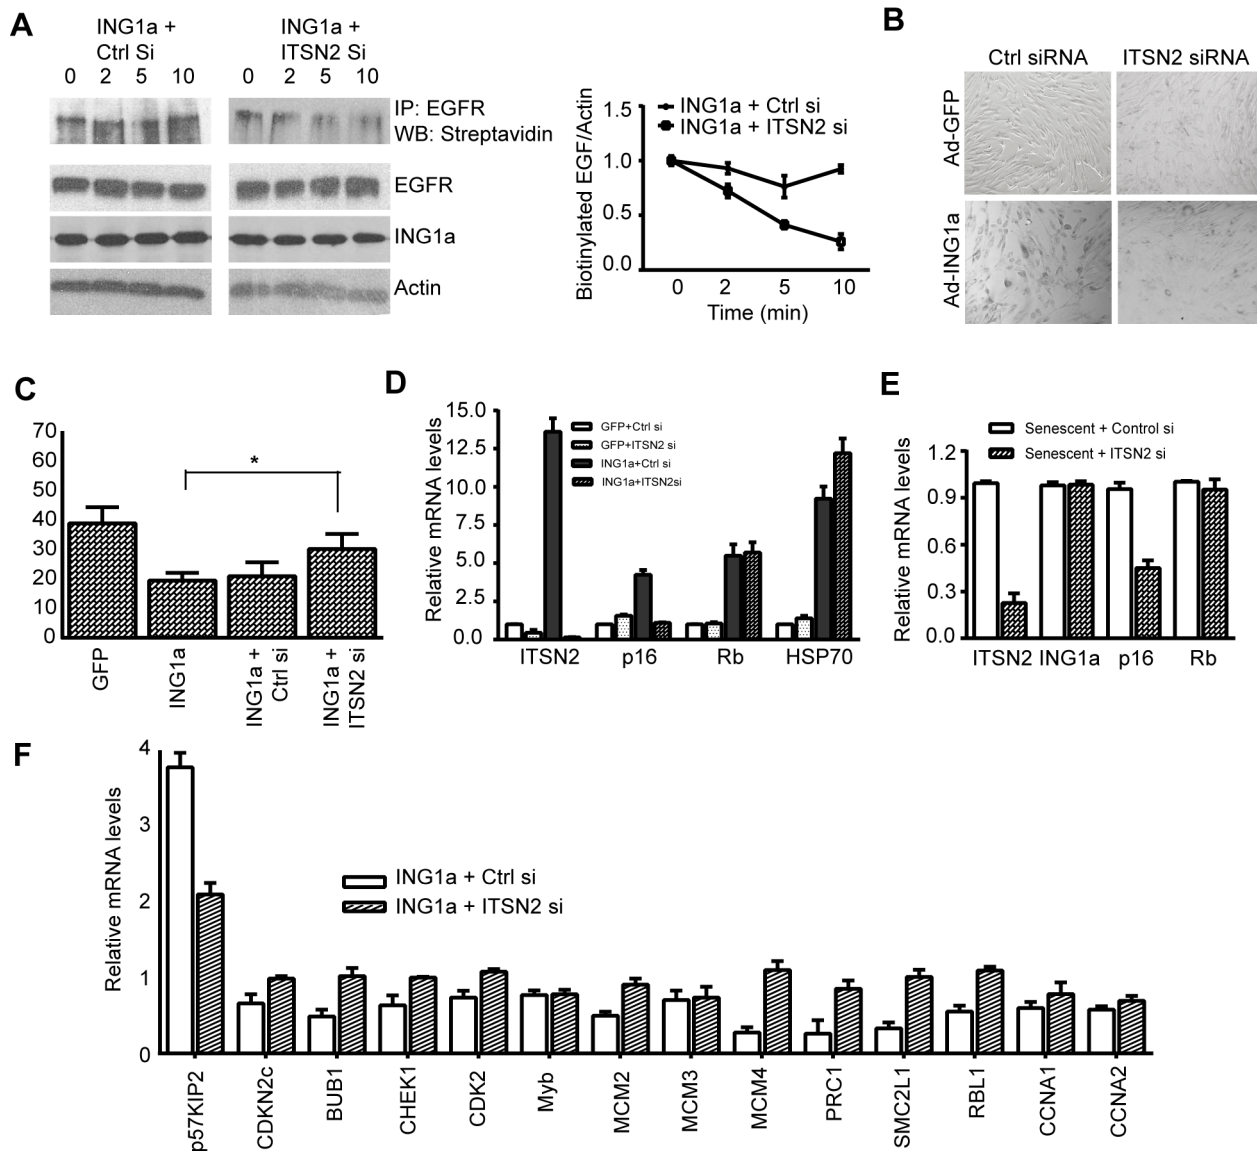 A
ING1a +
Ctrl Si
ING1a +
ITSN2 Si
0 2 5 10
0 2 5 10
IP: EGFR
WB: Streptavidin
EGFR
ING1a
Actin
Biotinylated EGF/Actin
1.5
1.0
0.5
0.0
ING1a + Ctrl si
ING1a + ITSN2 si
0 2 5 10
Time (min)
B
Ctrl siRNA
ITSN2 siRNA
Ad-GFP
Ad-ING1a
C
70
60
50
40
30
20
10
0
*
GFP
ING1a
ING1a +
Ctrl si
ING1a +
ITSN2 si
D
Relative mRNA levels
15.0
12.5
10.0
7.5
5.0
2.5
0.0
GFP+Ctrl si
GFP+ITSN2 si
ING1a+Ctrl si
ING1a+ITSN2si
ITSN2 p16 Rb HSP70
E
Senescent + Control si
Senescent + ITSN2 si
Relative mRNA levels
1.2
0.9
0.6
0.3
0.0
ITSN2 ING1a p16 Rb
F
Relative mRNA levels
4
3
2
1
0
ING1a + Ctrl si
ING1a + ITSN2 si
p57KIP2
CDKN2c
BUB1
CHEK1
CDK2
Myb
MCM2
MCM3
MCM4
PRC1
SMC2L1
RBL1
CCNA1
CCNA2